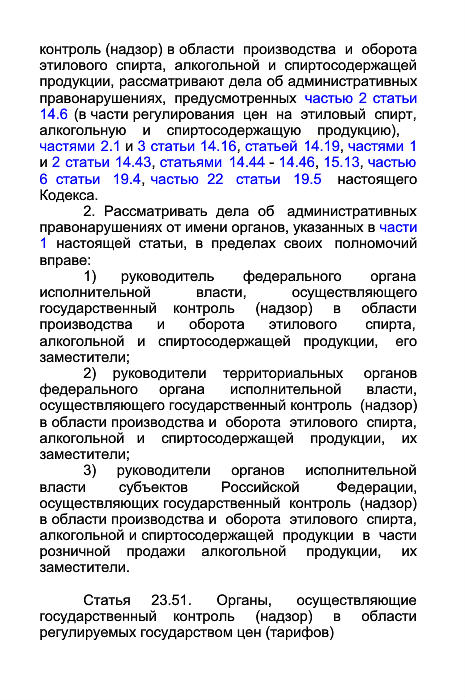 контроль (надзор) в области производства и оборота
этилового спирта, алкогольной и спиртосодержащей
продукции, рассматривают дела об административных
правонарушениях, предусмотренных частью 2 статьи
14.6 (в части регулирования цен на этиловый спирт,
алкогольную и спиртосодержащую продукцию),
частями 2.1 и 3 статьи 14.16, статьей 14.19, частями 1
и 2 статьи 14.43, статьями 14.44 - 14.46, 15.13, частью
6 статьи 19.4, частью 22 статьи 19.5 настоящего
Кодекса.
2. Рассматривать дела об административных
правонарушениях от имени органов, указанных в части
1 настоящей статьи, в пределах своих полномочий
вправе:
1) руководитель федерального органа
исполнительной власти, осуществляющего
государственный контроль (надзор) в области
производства и оборота этилового спирта,
алкогольной и спиртосодержащей продукции, его
заместители;
2) руководители территориальных органов
федерального органа исполнительной власти,
осуществляющего государственный контроль (надзор)
в области производства и оборота этилового спирта,
алкогольной и спиртосодержащей продукции, их
заместители;
3) руководители органов исполнительной
власти субъектов Российской Федерации,
осуществляющих государственный контроль (надзор)
в области производства и оборота этилового спирта,
алкогольной и спиртосодержащей продукции в части
розничной продажи алкогольной продукции, их
заместители.
Статья 23.51. Органы, осуществляющие
государственный контроль (надзор) в области
регулируемых государством цен (тарифов)